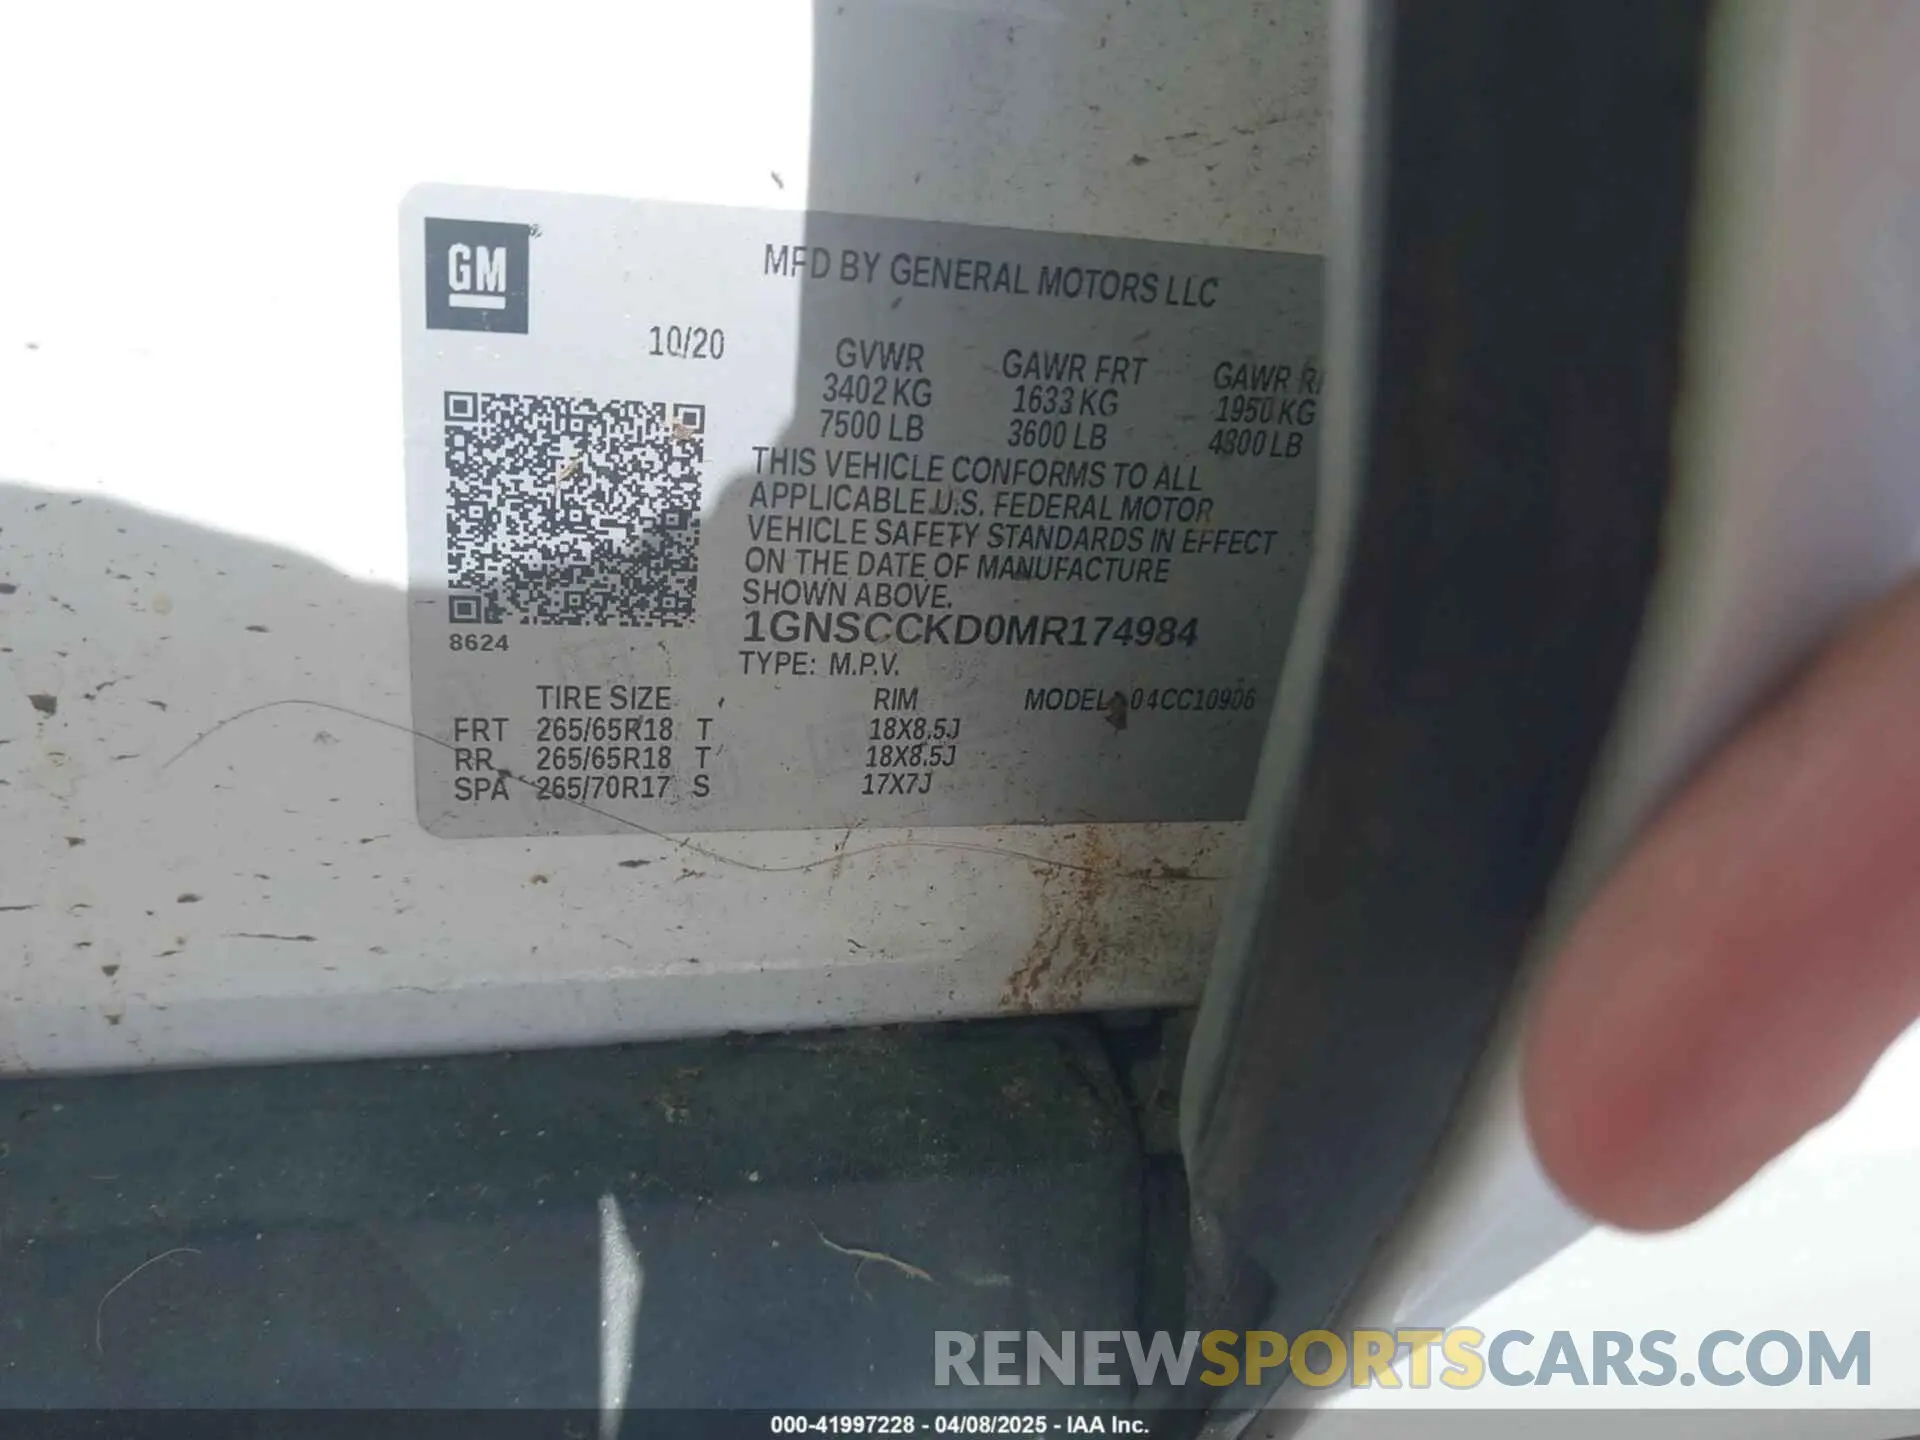 GM
®
MFD BY GENERAL MOTORS LLC
10/20
GVWR GAWR FRT GAWR
3402 KG 1633 KG 1950 KG
7500 LB 3600 LB 4300 LB
THIS VEHICLE CONFORMS TO ALL
APPLICABLE U.S. FEDERAL MOTOR
VEHICLE SAFETY STANDARDS IN EFFECT
ON THE DATE OF MANUFACTURE
SHOWN ABOVE.
1GNSCCKD0MR174984
8624
TYPE: M.P.V.
TIRE SIZE RIM MODEL: 04CC10906
FRT 265/65R18 T 18X8.5J
RR 265/65R18 T 18X8.5J
SPA 265/70R17 S 17X7J
RENEWSPORTSCARS.COM
000-41997228 - 04/08/2025 - IAA Inc.